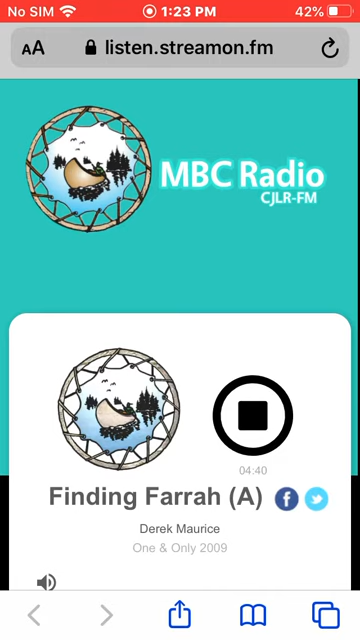 No SIM 1:23 PM 42%
AA listen.streamon.fm
MBC Radio
CJLR-FM
04:40
Finding Farrah (A)
Derek Maurice
One & Only 2009